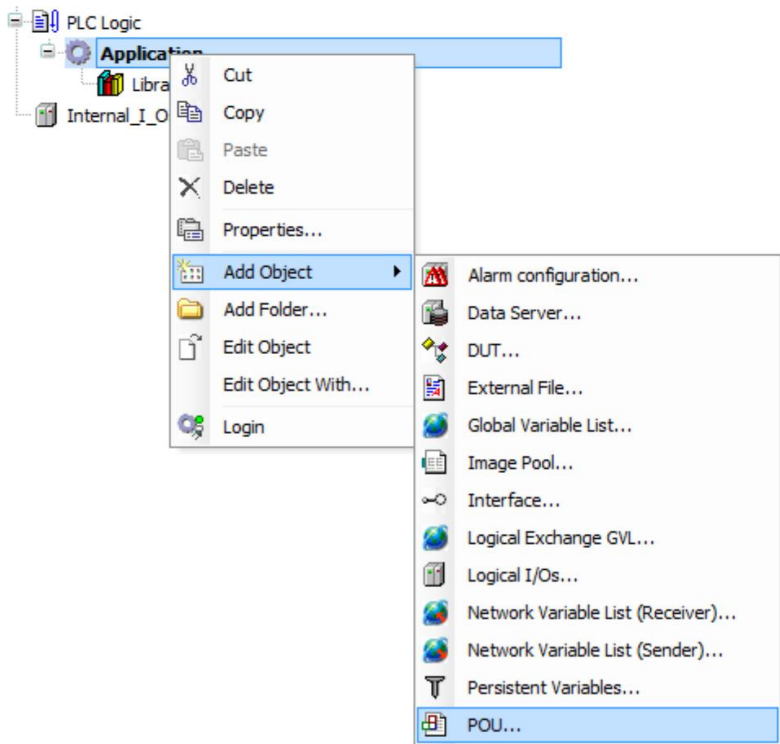 PLC Logic
Application
Libra
Internal_I_O
Cut
Copy
Paste
Delete
Properties...
Add Object
Add Folder...
Edit Object
Edit Object With...
Login
Alarm configuration...
Data Server...
DUT...
External File...
Global Variable List...
Image Pool...
Interface...
Logical Exchange GVL...
Logical I/Os...
Network Variable List (Receiver)...
Network Variable List (Sender)...
Persistent Variables...
POU...